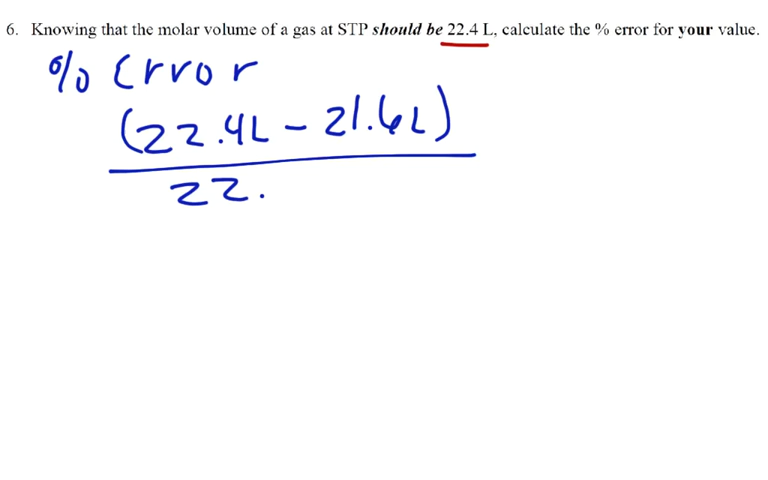 6. Knowing that the molar volume of a gas at STP should be 22.4 L, calculate the % error for your value.
% Error
(22.4L - 21.6L)
22.